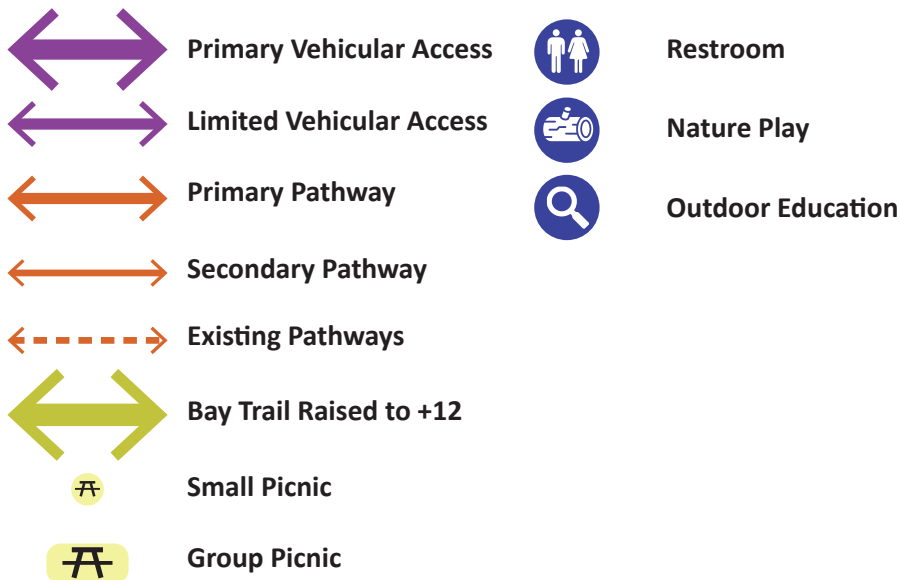 Primary Vehicular Access
Limited Vehicular Access
Primary Pathway
Secondary Pathway
Existing Pathways
Bay Trail Raised to +12
Small Picnic
Group Picnic
Restroom
Nature Play
Outdoor Education